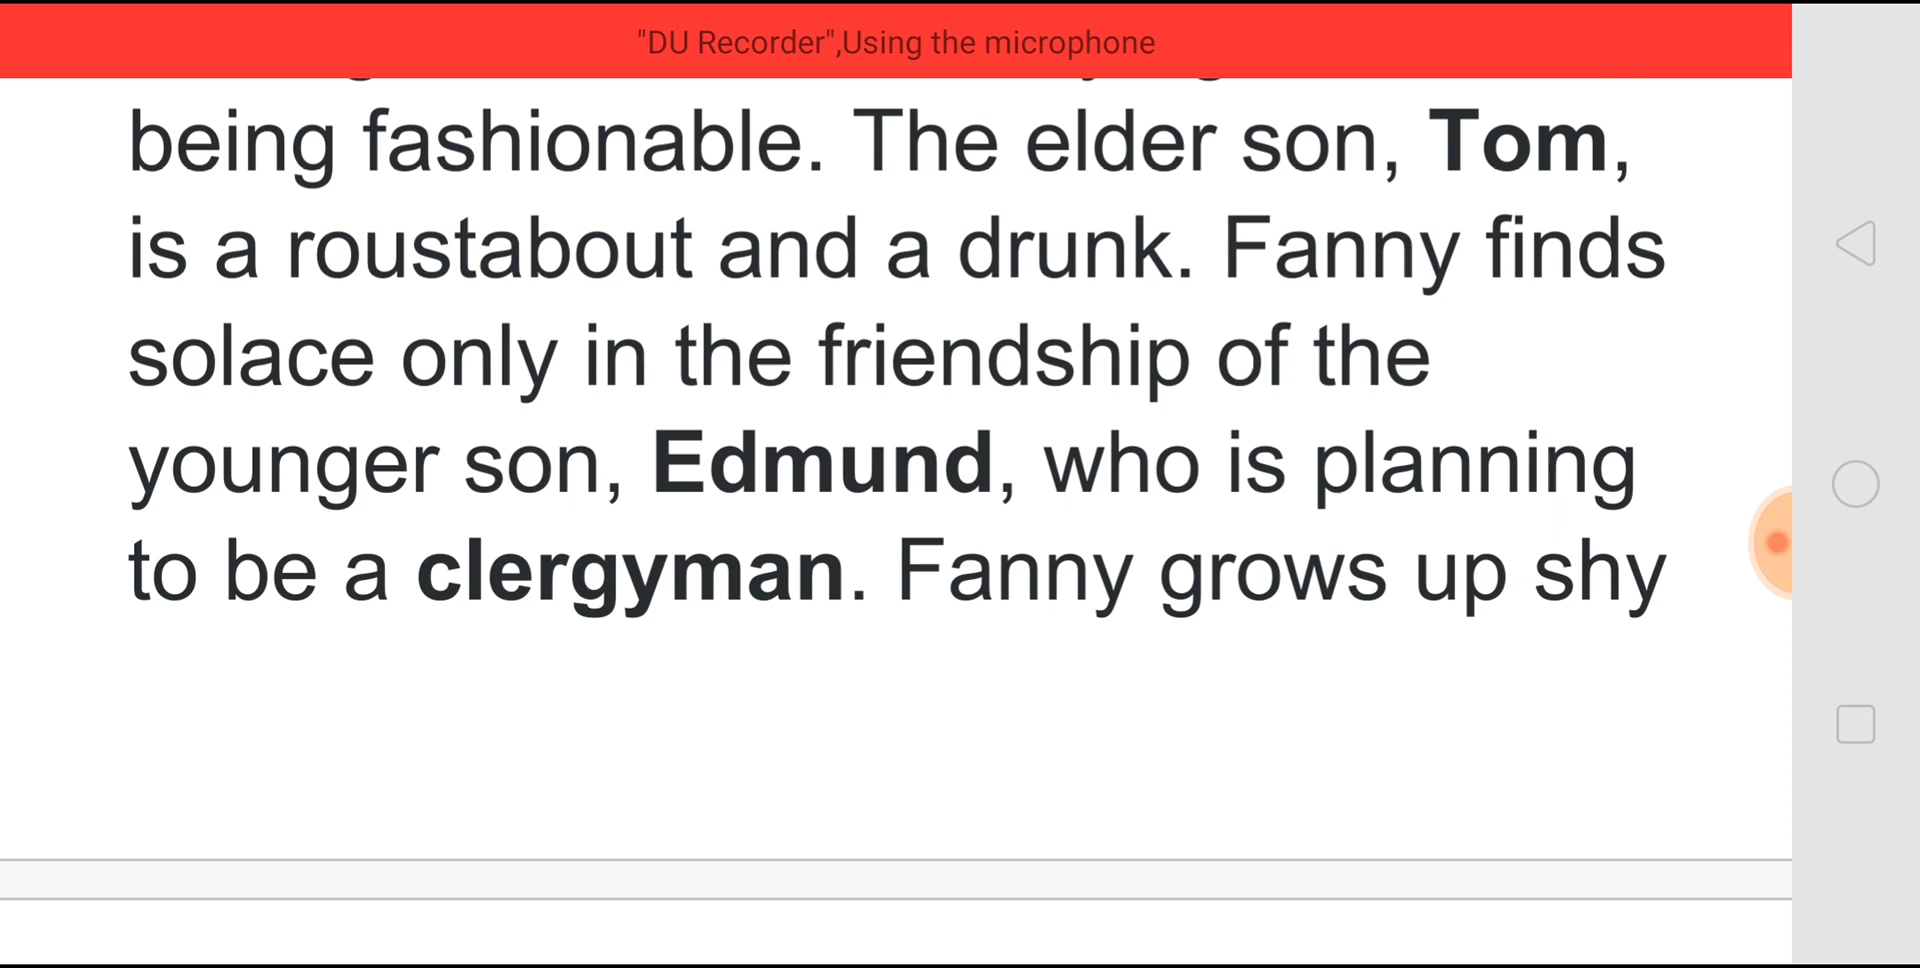 "DU Recorder",Using the microphone
being fashionable. The elder son, Tom,
is a roustabout and a drunk. Fanny finds
solace only in the friendship of the
younger son, Edmund, who is planning
to be a clergyman. Fanny grows up shy